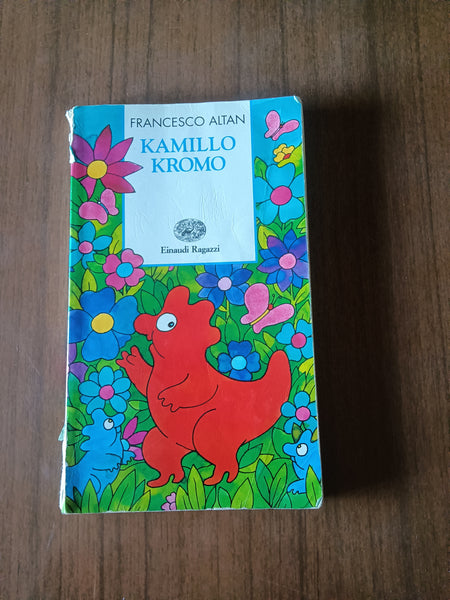 FRANCESCO ALTAN
KAMILLO
KROMO
Einaudi Ragazzi